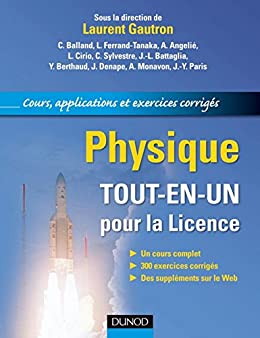 Sous la direction de
Laurent Gautron
C. Balland, L. Ferrand-Tanaka, A. Angelié,
L. Cirio, C. Sylvestre, J.-L. Battaglia,
Y. Berthaud, J. Denape, A. Monavon, J.-Y. Paris
Cours, applications et exercices corrigés
Physique
TOUT-EN-UN
pour la Licence
Un cours complet
300 exercices corrigés
Des suppléments sur le Web
DUNOD